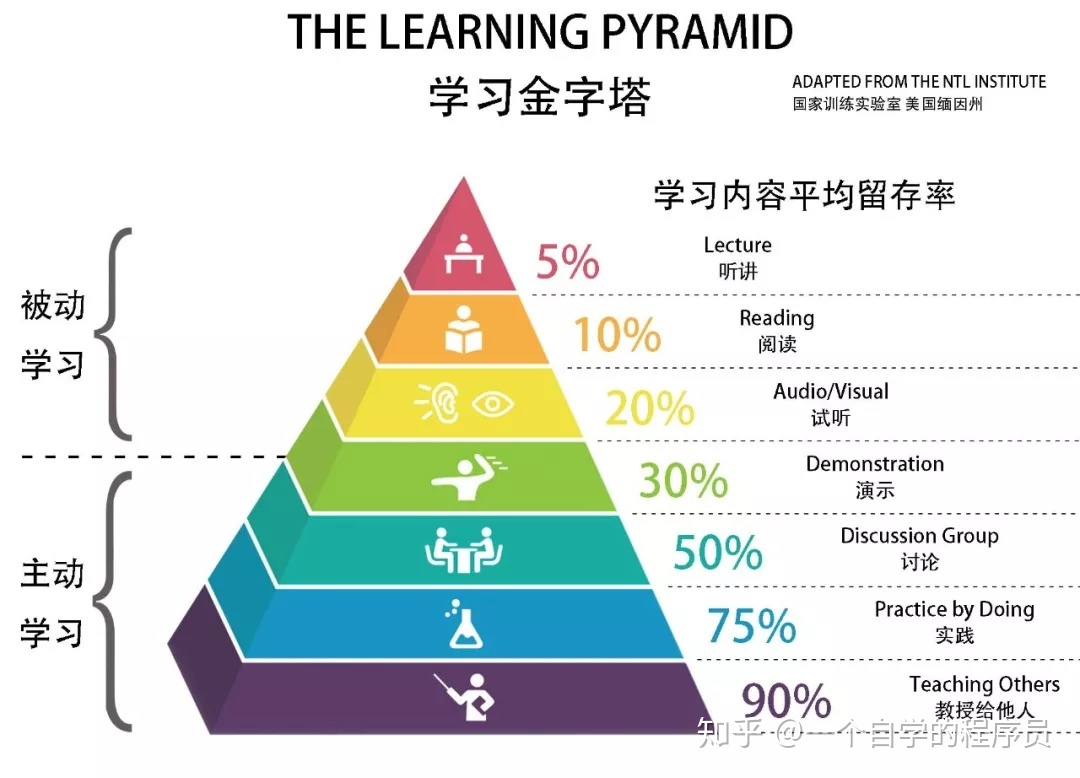 THE LEARNING PYRAMID
学习金字塔
ADAPTED FROM THE NTL INSTITUTE
国家训练实验室 美国缅因州
学习内容平均留存率
被动
学习
5%
Lecture
听讲
10%
Reading
阅读
20%
Audio/Visual
试听
30%
Demonstration
演示
主动
学习
50%
Discussion Group
讨论
75%
Practice by Doing
实践
90%
Teaching Others
教授给他人
知乎 @一个自学的程序员